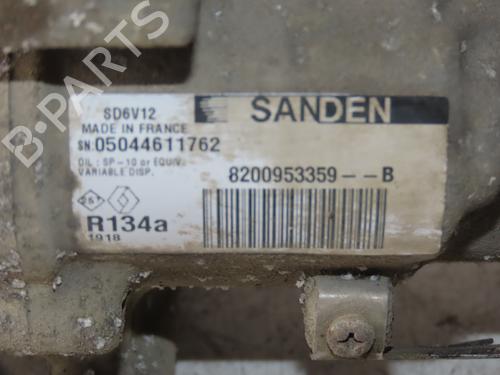 B-PARTS
SD6V12
MADE IN FRANCE
SN 05044611762
OIL : SP-10 or EQUIV.
VARIABLE DISP.
R134a
1918
SANDEN
8200953359--B